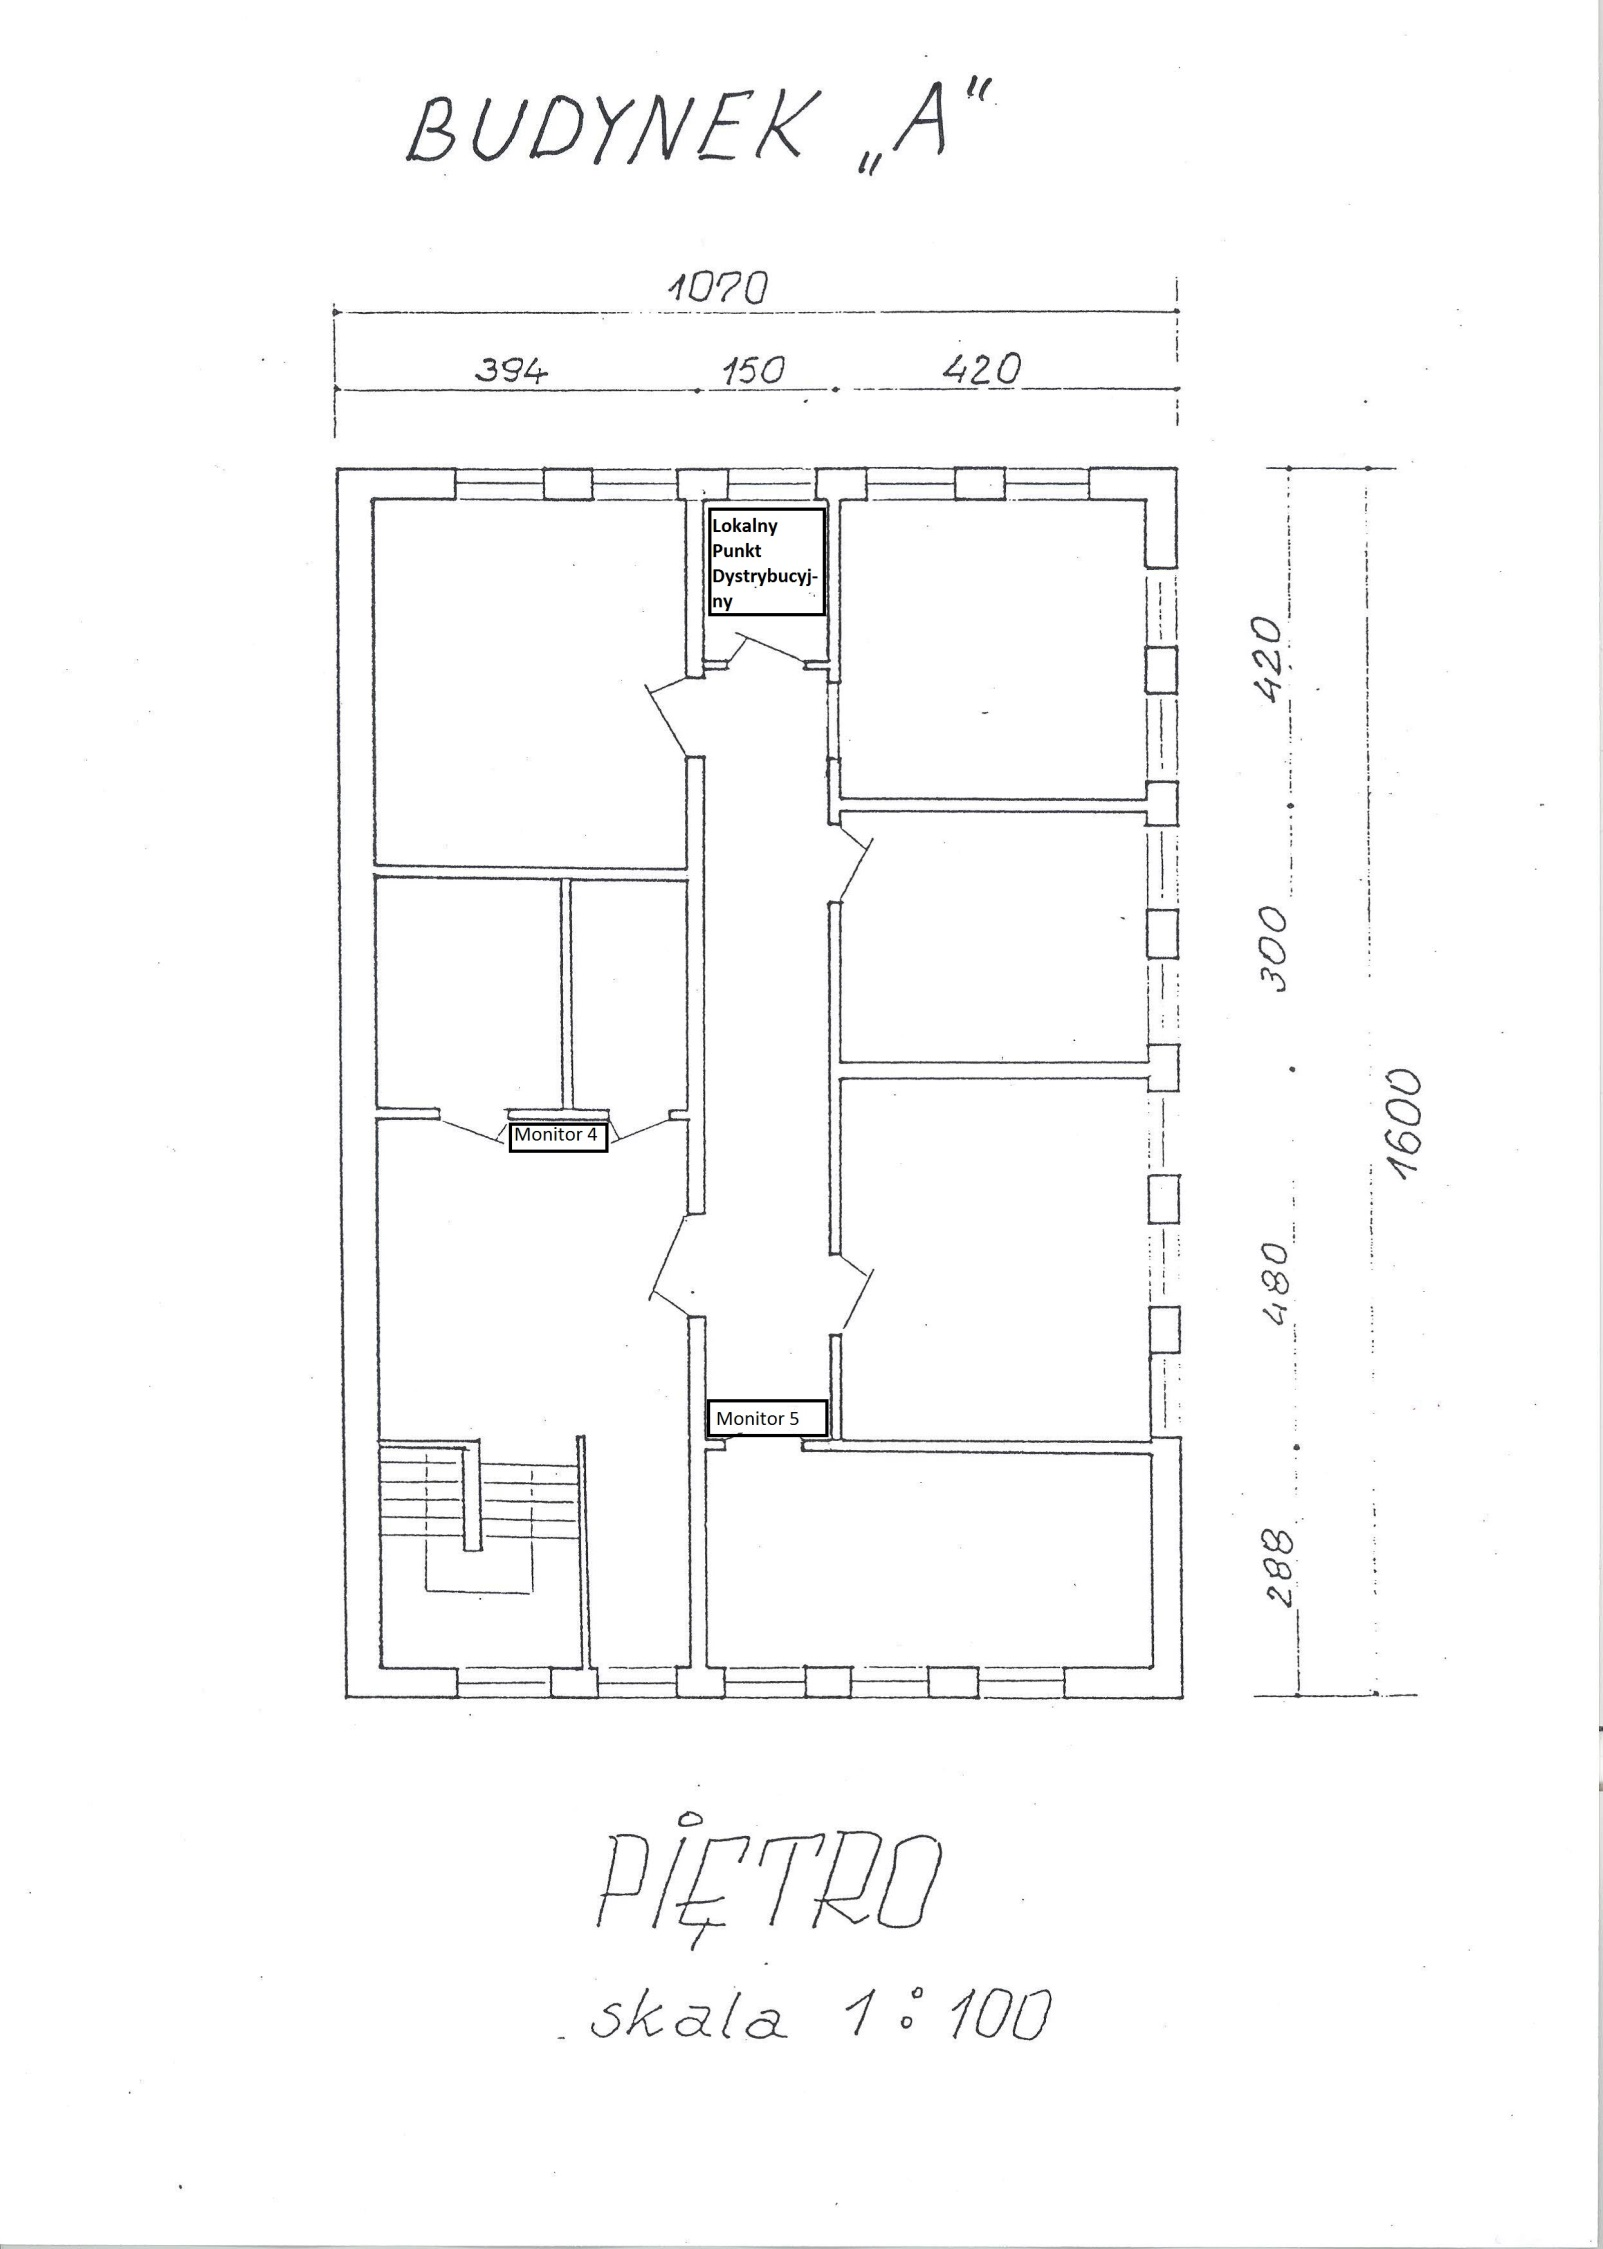 BUDYNEK „A"
1070
394 150 420
Lokalny
Punkt
Dystrybucyj-
ny
420
300
1600
Monitor 4
480
Monitor 5
288
PIĘTRO
skala 1:100